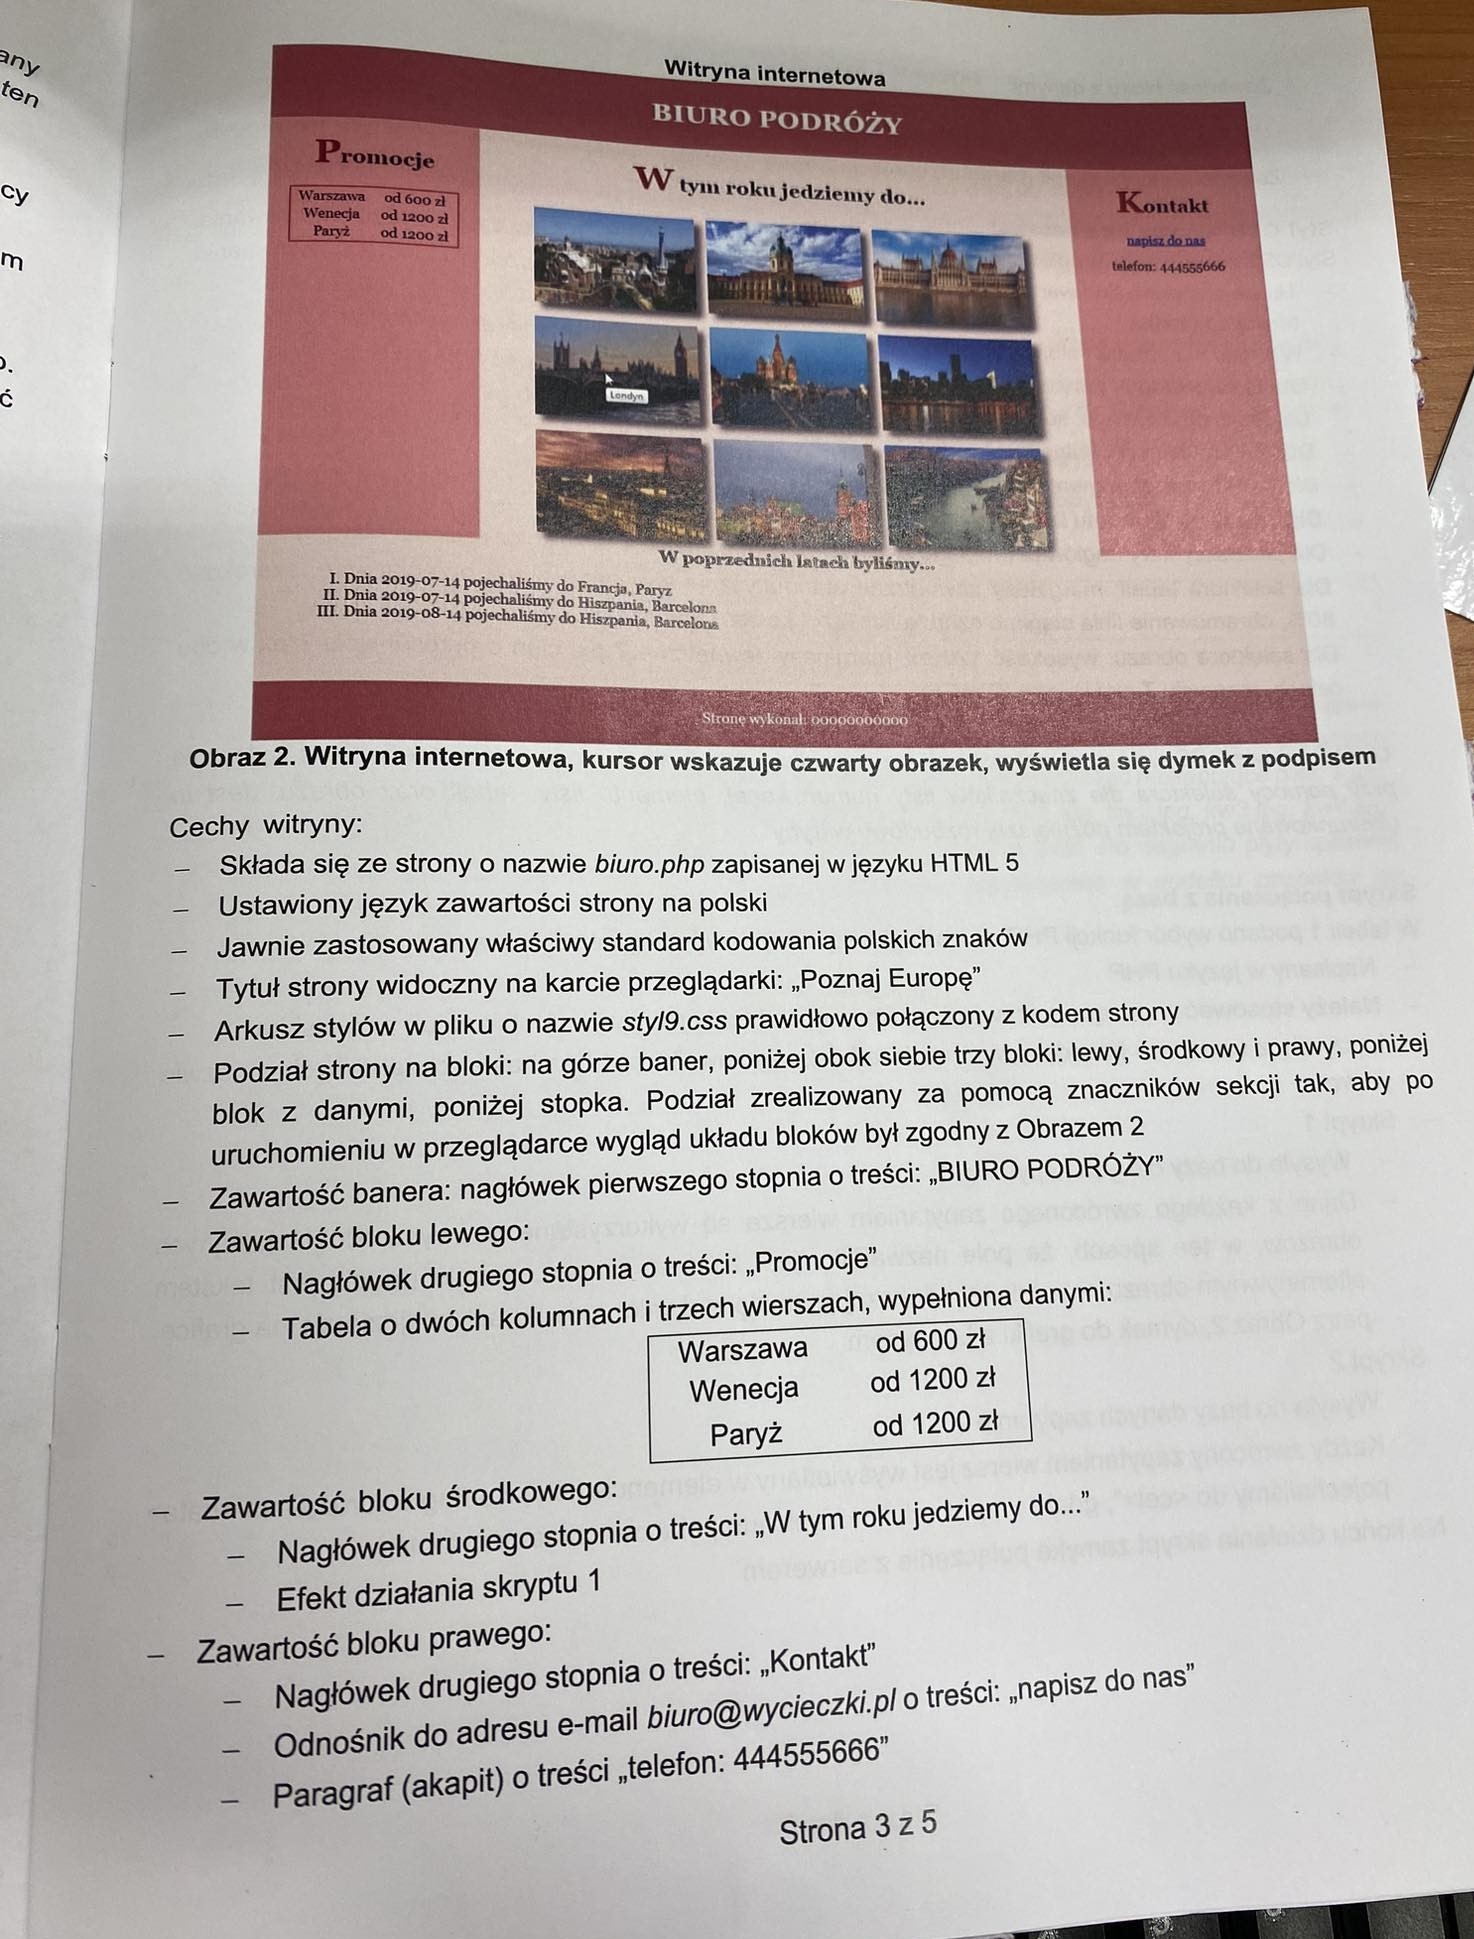 any
ten
cy
m
o.
ć
Witryna internetowa
BIURO PODRÓŻY
Promocje
Warszawa od 600 zł
Wenecja od 1200 zł
Paryż od 1200 zł
W tym roku jedziemy do...
Londyn
Kontakt
napisz do nas
telefon: 444555666
W poprzednich latach byliśmy...
I. Dnia 2019-07-14 pojechaliśmy do Francja, Paryz
II. Dnia 2019-07-14 pojechaliśmy do Hiszpania, Barcelona
III. Dnia 2019-08-14 pojechaliśmy do Hiszpania, Barcelona
Stronę wykonał: 00000000000
Obraz 2. Witryna internetowa, kursor wskazuje czwarty obrazek, wyświetla się dymek z podpisem
Cechy witryny:
– Składa się ze strony o nazwie biuro.php zapisanej w języku HTML 5
– Ustawiony język zawartości strony na polski
– Jawnie zastosowany właściwy standard kodowania polskich znaków
– Tytuł strony widoczny na karcie przeglądarki: „Poznaj Europę”
– Arkusz stylów w pliku o nazwie styl9.css prawidłowo połączony z kodem strony
– Podział strony na bloki: na górze baner, poniżej obok siebie trzy bloki: lewy, środkowy i prawy, poniżej
blok z danymi, poniżej stopka. Podział zrealizowany za pomocą znaczników sekcji tak, aby po
uruchomieniu w przeglądarce wygląd układu bloków był zgodny z Obrazem 2
– Zawartość banera: nagłówek pierwszego stopnia o treści: „BIURO PODRÓŻY”
– Zawartość bloku lewego:
– Nagłówek drugiego stopnia o treści: „Promocje”
– Tabela o dwóch kolumnach i trzech wierszach, wypełniona danymi:
Warszawa od 600 zł
Wenecja od 1200 zł
Paryż od 1200 zł
– Zawartość bloku środkowego:
– Nagłówek drugiego stopnia o treści: „W tym roku jedziemy do...”
– Efekt działania skryptu 1
– Zawartość bloku prawego:
– Nagłówek drugiego stopnia o treści: „Kontakt”
– Odnośnik do adresu e-mail biuro@wycieczki.pl o treści: „napisz do nas”
– Paragraf (akapit) o treści „telefon: 444555666”
Strona 3 z 5